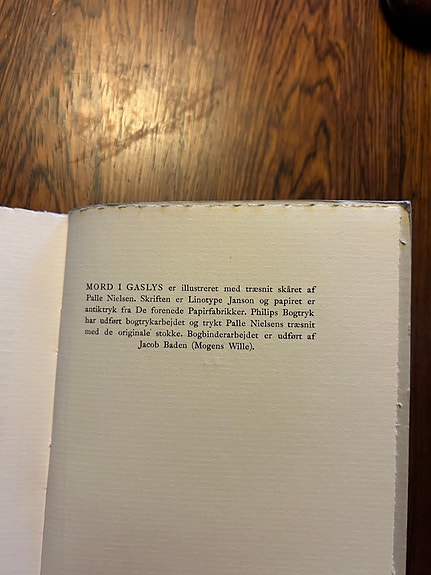 MORD I GASLYS er illustreret med træsnit skåret af
Palle Nielsen. Skriften er Linotype Janson og papiret er
antiktryk fra De forenede Papirfabrikker. Philips Bogtryk
har udført bogtrykarbejdet og trykt Palle Nielsens træsnit
med de originale stokke. Bogbinderarbejdet er udført af
Jacob Baden (Mogens Wille).